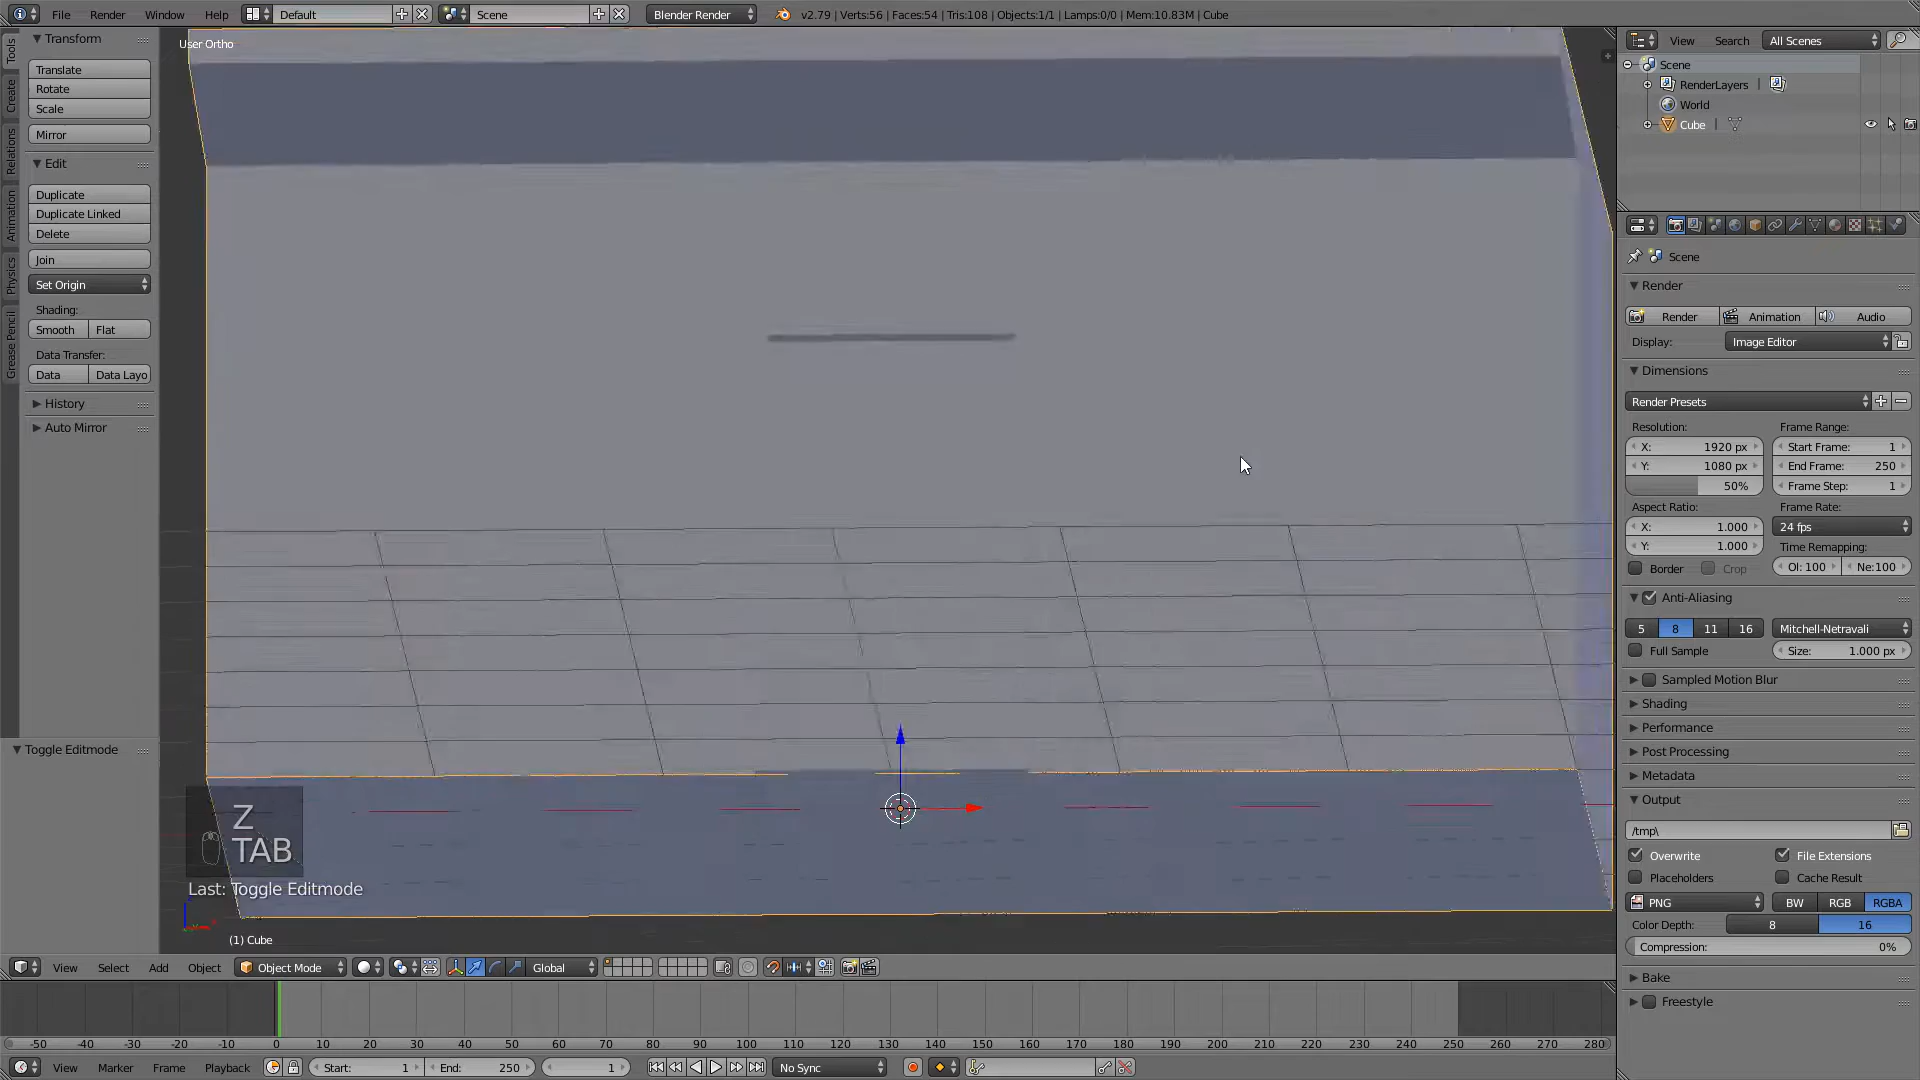 File Render Window Help Default Scene Blender Render v2.79 | Verts:56 | Faces:54 | Tris:108 | Objects:1/1 | Lamps:0/0 | Mem:10.83M | Cube
Tools
Create
Relations
Animation
Physics
Grease Pencil
Transform
Translate
Rotate
Scale
Mirror
Edit
Duplicate
Duplicate Linked
Delete
Join
Set Origin
Shading:
Smooth Flat
Data Transfer:
Data Data Layo
History
Auto Mirror
Toggle Editmode
User Ortho
Z
TAB
Last: Toggle Editmode
(1) Cube
View Select Add Object Object Mode Global
-50 -40 -30 -20 -10 0 10 20 30 40 50 60 70 80 90 100 110 120 130 140 150 160 170 180 190 200 210 220 230 240 250 260 270 280
View Marker Frame Playback Start: 1 End: 250 1 No Sync
View Search All Scenes
Scene
RenderLayers |
World
Cube |
Scene
Render
Render Animation Audio
Display: Image Editor
Dimensions
Render Presets
Resolution: Frame Range:
X: 1920 px Start Frame: 1
Y: 1080 px End Frame: 250
50% Frame Step: 1
Aspect Ratio: Frame Rate:
X: 1.000 24 fps
Y: 1.000 Time Remapping:
Border Crop Ol: 100 Ne:100
Anti-Aliasing
5 8 11 16 Mitchell-Netravali
Full Sample Size: 1.000 px
Sampled Motion Blur
Shading
Performance
Post Processing
Metadata
Output
/tmp\
Overwrite File Extensions
Placeholders Cache Result
PNG BW RGB RGBA
Color Depth: 8 16
Compression: 0%
Bake
Freestyle